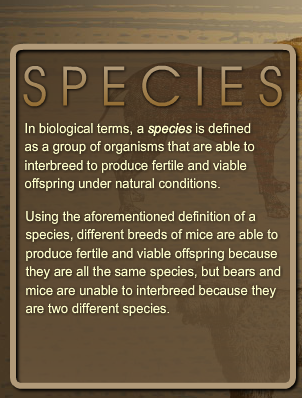 SPECIES
In biological terms, a species is defined
as a group of organisms that are able to
interbreed to produce fertile and viable
offspring under natural conditions.
Using the aforementioned definition of a
species, different breeds of mice are able to
produce fertile and viable offspring because
they are all the same species, but bears and
mice are unable to interbreed because they
are two different species.